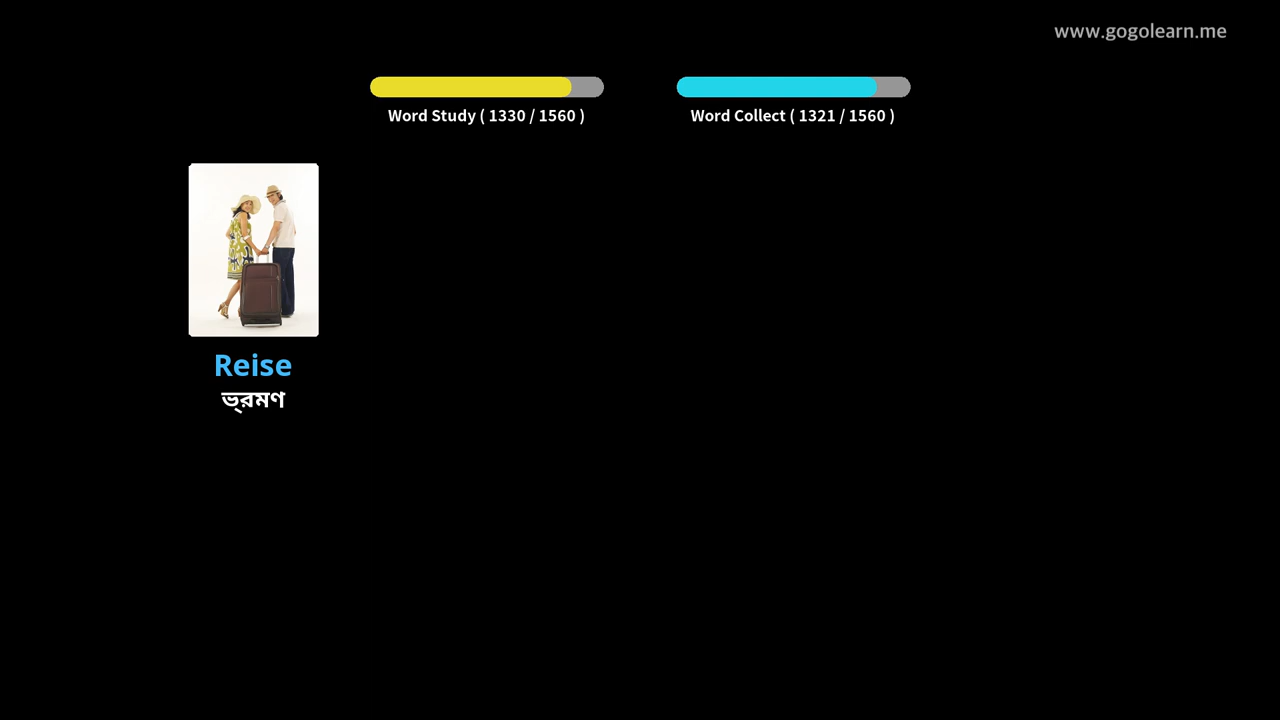 www.gogolearn.me
Word Study ( 1330 / 1560 )
Word Collect ( 1321 / 1560 )
Reise
ভ্রমণ